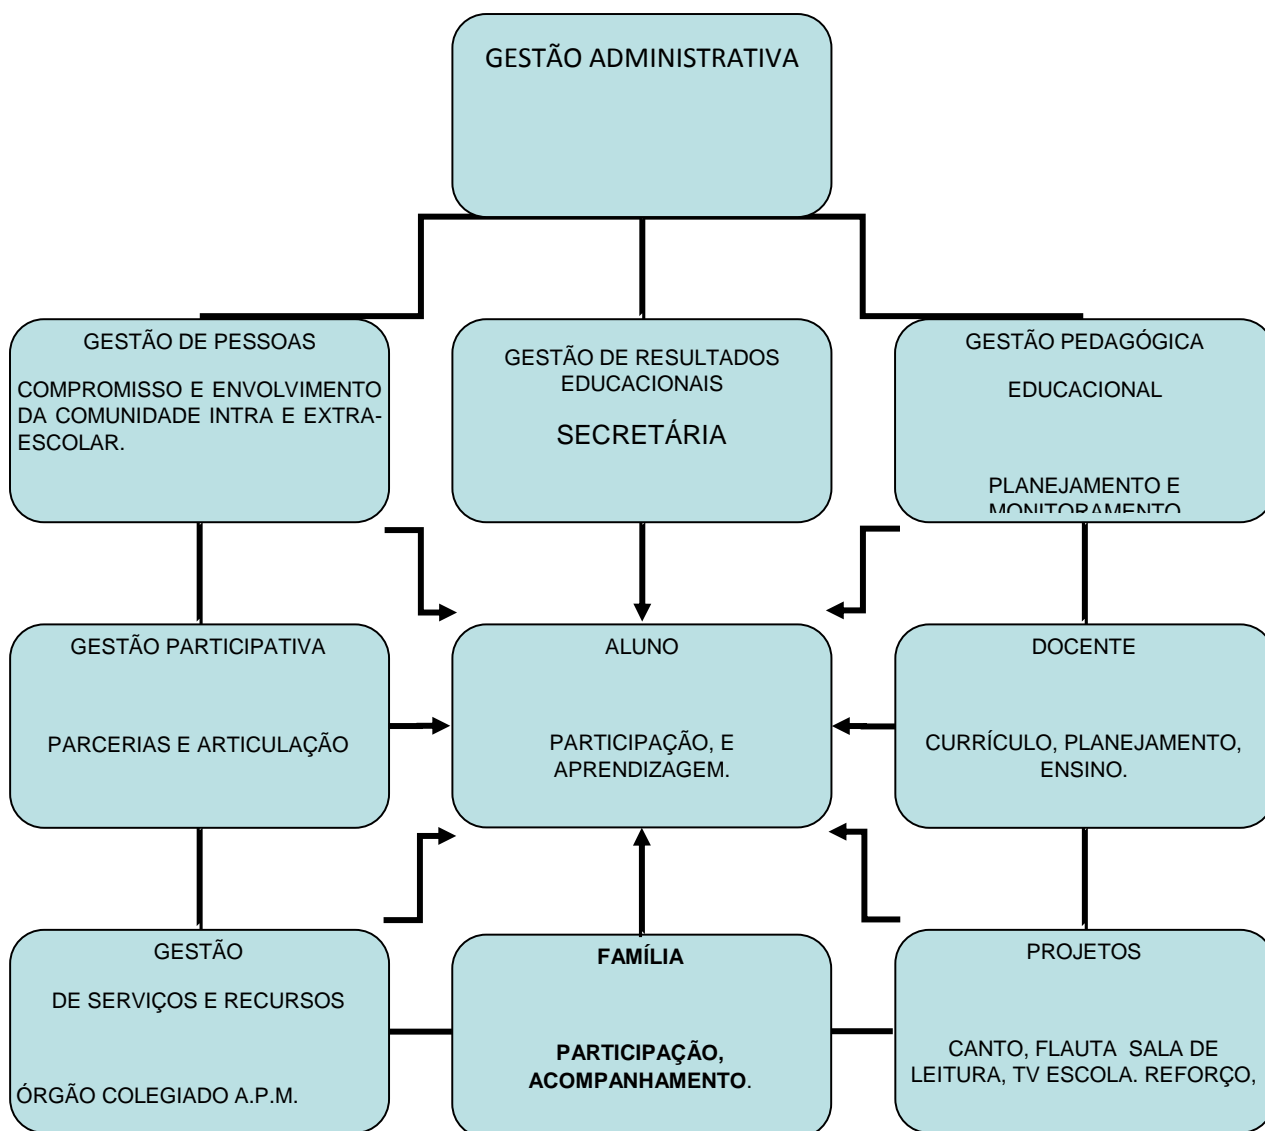 GESTÃO ADMINISTRATIVA
GESTÃO DE PESSOAS
COMPROMISSO E ENVOLVIMENTO
DA COMUNIDADE INTRA E EXTRA-
ESCOLAR.
GESTÃO DE RESULTADOS
EDUCACIONAIS
SECRETÁRIA
GESTÃO PEDAGÓGICA
EDUCACIONAL
PLANEJAMENTO E
MONITORAMENTO
GESTÃO PARTICIPATIVA
PARCERIAS E ARTICULAÇÃO
ALUNO
PARTICIPAÇÃO, E
APRENDIZAGEM.
DOCENTE
CURRÍCULO, PLANEJAMENTO,
ENSINO.
GESTÃO
DE SERVIÇOS E RECURSOS
ÓRGÃO COLEGIADO A.P.M.
FAMÍLIA
PARTICIPAÇÃO,
ACOMPANHAMENTO.
PROJETOS
CANTO, FLAUTA SALA DE
LEITURA, TV ESCOLA. REFORÇO,